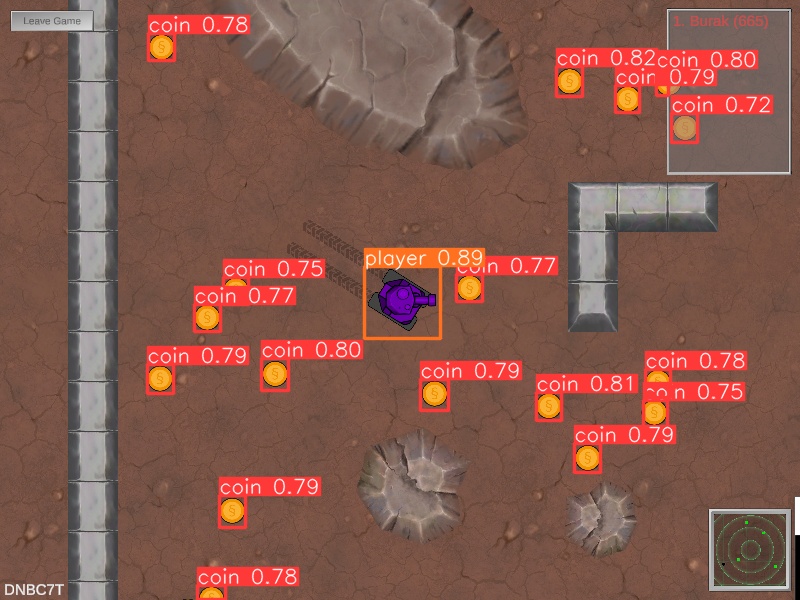 Leave Game
coin 0.78
1. Burak (665)
coin 0.82
coin 0.80
coin 0.79
coin 0.72
player 0.89
coin 0.77
coin 0.75
coin 0.77
coin 0.79
coin 0.80
coin 0.79
coin 0.81
coin 0.78
coin 0.75
coin 0.79
coin 0.79
coin 0.78
DNBC7T